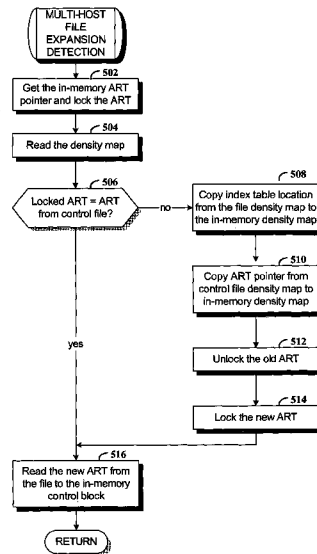 MULTI-HOST
FILE
EXPANSION
DETECTION
502
Get the in-memory ART
pointer and lock the ART
504
Read the density map
506
Locked ART = ART
from control file?
no
508
Copy index table location
from the file density map to
the in-memory density map
510
Copy ART pointer from
control file density map to
in-memory density map
512
Unlock the old ART
514
Lock the new ART
yes
516
Read the new ART from
the file to the in-memory
control block
RETURN